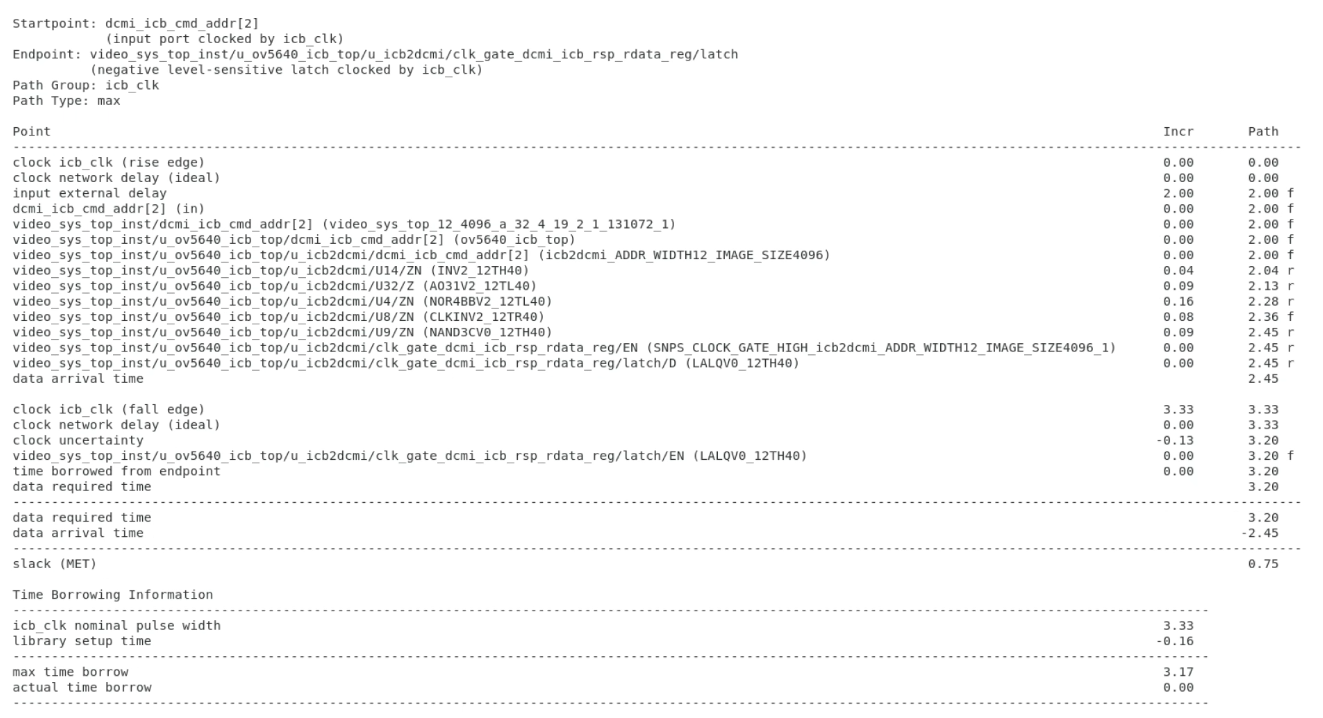 Startpoint: dcmi_icb_cmd_addr[2]
(input port clocked by icb_clk)
Endpoint: video_sys_top_inst/u_ov5640_icb_top/u_icb2dcmi/clk_gate_dcmi_icb_rsp_rdata_reg/latch
(negative level-sensitive latch clocked by icb_clk)
Path Group: icb_clk
Path Type: max
Point Incr Path
--------------------------------------------------------------------------------
clock icb_clk (rise edge) 0.00 0.00
clock network delay (ideal) 0.00 0.00
input external delay 2.00 2.00 f
dcmi_icb_cmd_addr[2] (in) 0.00 2.00 f
video_sys_top_inst/dcmi_icb_cmd_addr[2] (video_sys_top_12_4096_a_32_4_19_2_1_131072_1) 0.00 2.00 f
video_sys_top_inst/u_ov5640_icb_top/dcmi_icb_cmd_addr[2] (ov5640_icb_top) 0.00 2.00 f
video_sys_top_inst/u_ov5640_icb_top/u_icb2dcmi/dcmi_icb_cmd_addr[2] (icb2dcmi_ADDR_WIDTH12_IMAGE_SIZE4096) 0.00 2.00 f
video_sys_top_inst/u_ov5640_icb_top/u_icb2dcmi/U14/ZN (INV2_12TH40) 0.04 2.04 r
video_sys_top_inst/u_ov5640_icb_top/u_icb2dcmi/U32/Z (AO31V2_12TL40) 0.09 2.13 r
video_sys_top_inst/u_ov5640_icb_top/u_icb2dcmi/U4/ZN (NOR4BBV2_12TL40) 0.16 2.28 r
video_sys_top_inst/u_ov5640_icb_top/u_icb2dcmi/U8/ZN (CLKINV2_12TR40) 0.08 2.36 f
video_sys_top_inst/u_ov5640_icb_top/u_icb2dcmi/U9/ZN (NAND3CV0_12TH40) 0.09 2.45 r
video_sys_top_inst/u_ov5640_icb_top/u_icb2dcmi/clk_gate_dcmi_icb_rsp_rdata_reg/EN (SNPS_CLOCK_GATE_HIGH_icb2dcmi_ADDR_WIDTH12_IMAGE_SIZE4096_1) 0.00 2.45 r
video_sys_top_inst/u_ov5640_icb_top/u_icb2dcmi/clk_gate_dcmi_icb_rsp_rdata_reg/latch/D (LALQV0_12TH40) 0.00 2.45 r
data arrival time 2.45
clock icb_clk (fall edge) 3.33 3.33
clock network delay (ideal) 0.00 3.33
clock uncertainty -0.13 3.20
video_sys_top_inst/u_ov5640_icb_top/u_icb2dcmi/clk_gate_dcmi_icb_rsp_rdata_reg/latch/EN (LALQV0_12TH40) 0.00 3.20 f
time borrowed from endpoint 0.00 3.20
data required time 3.20
--------------------------------------------------------------------------------
data required time 3.20
data arrival time -2.45
--------------------------------------------------------------------------------
slack (MET) 0.75
Time Borrowing Information
--------------------------------------------------------------------------------
icb_clk nominal pulse width 3.33
library setup time -0.16
--------------------------------------------------------------------------------
max time borrow 3.17
actual time borrow 0.00
--------------------------------------------------------------------------------